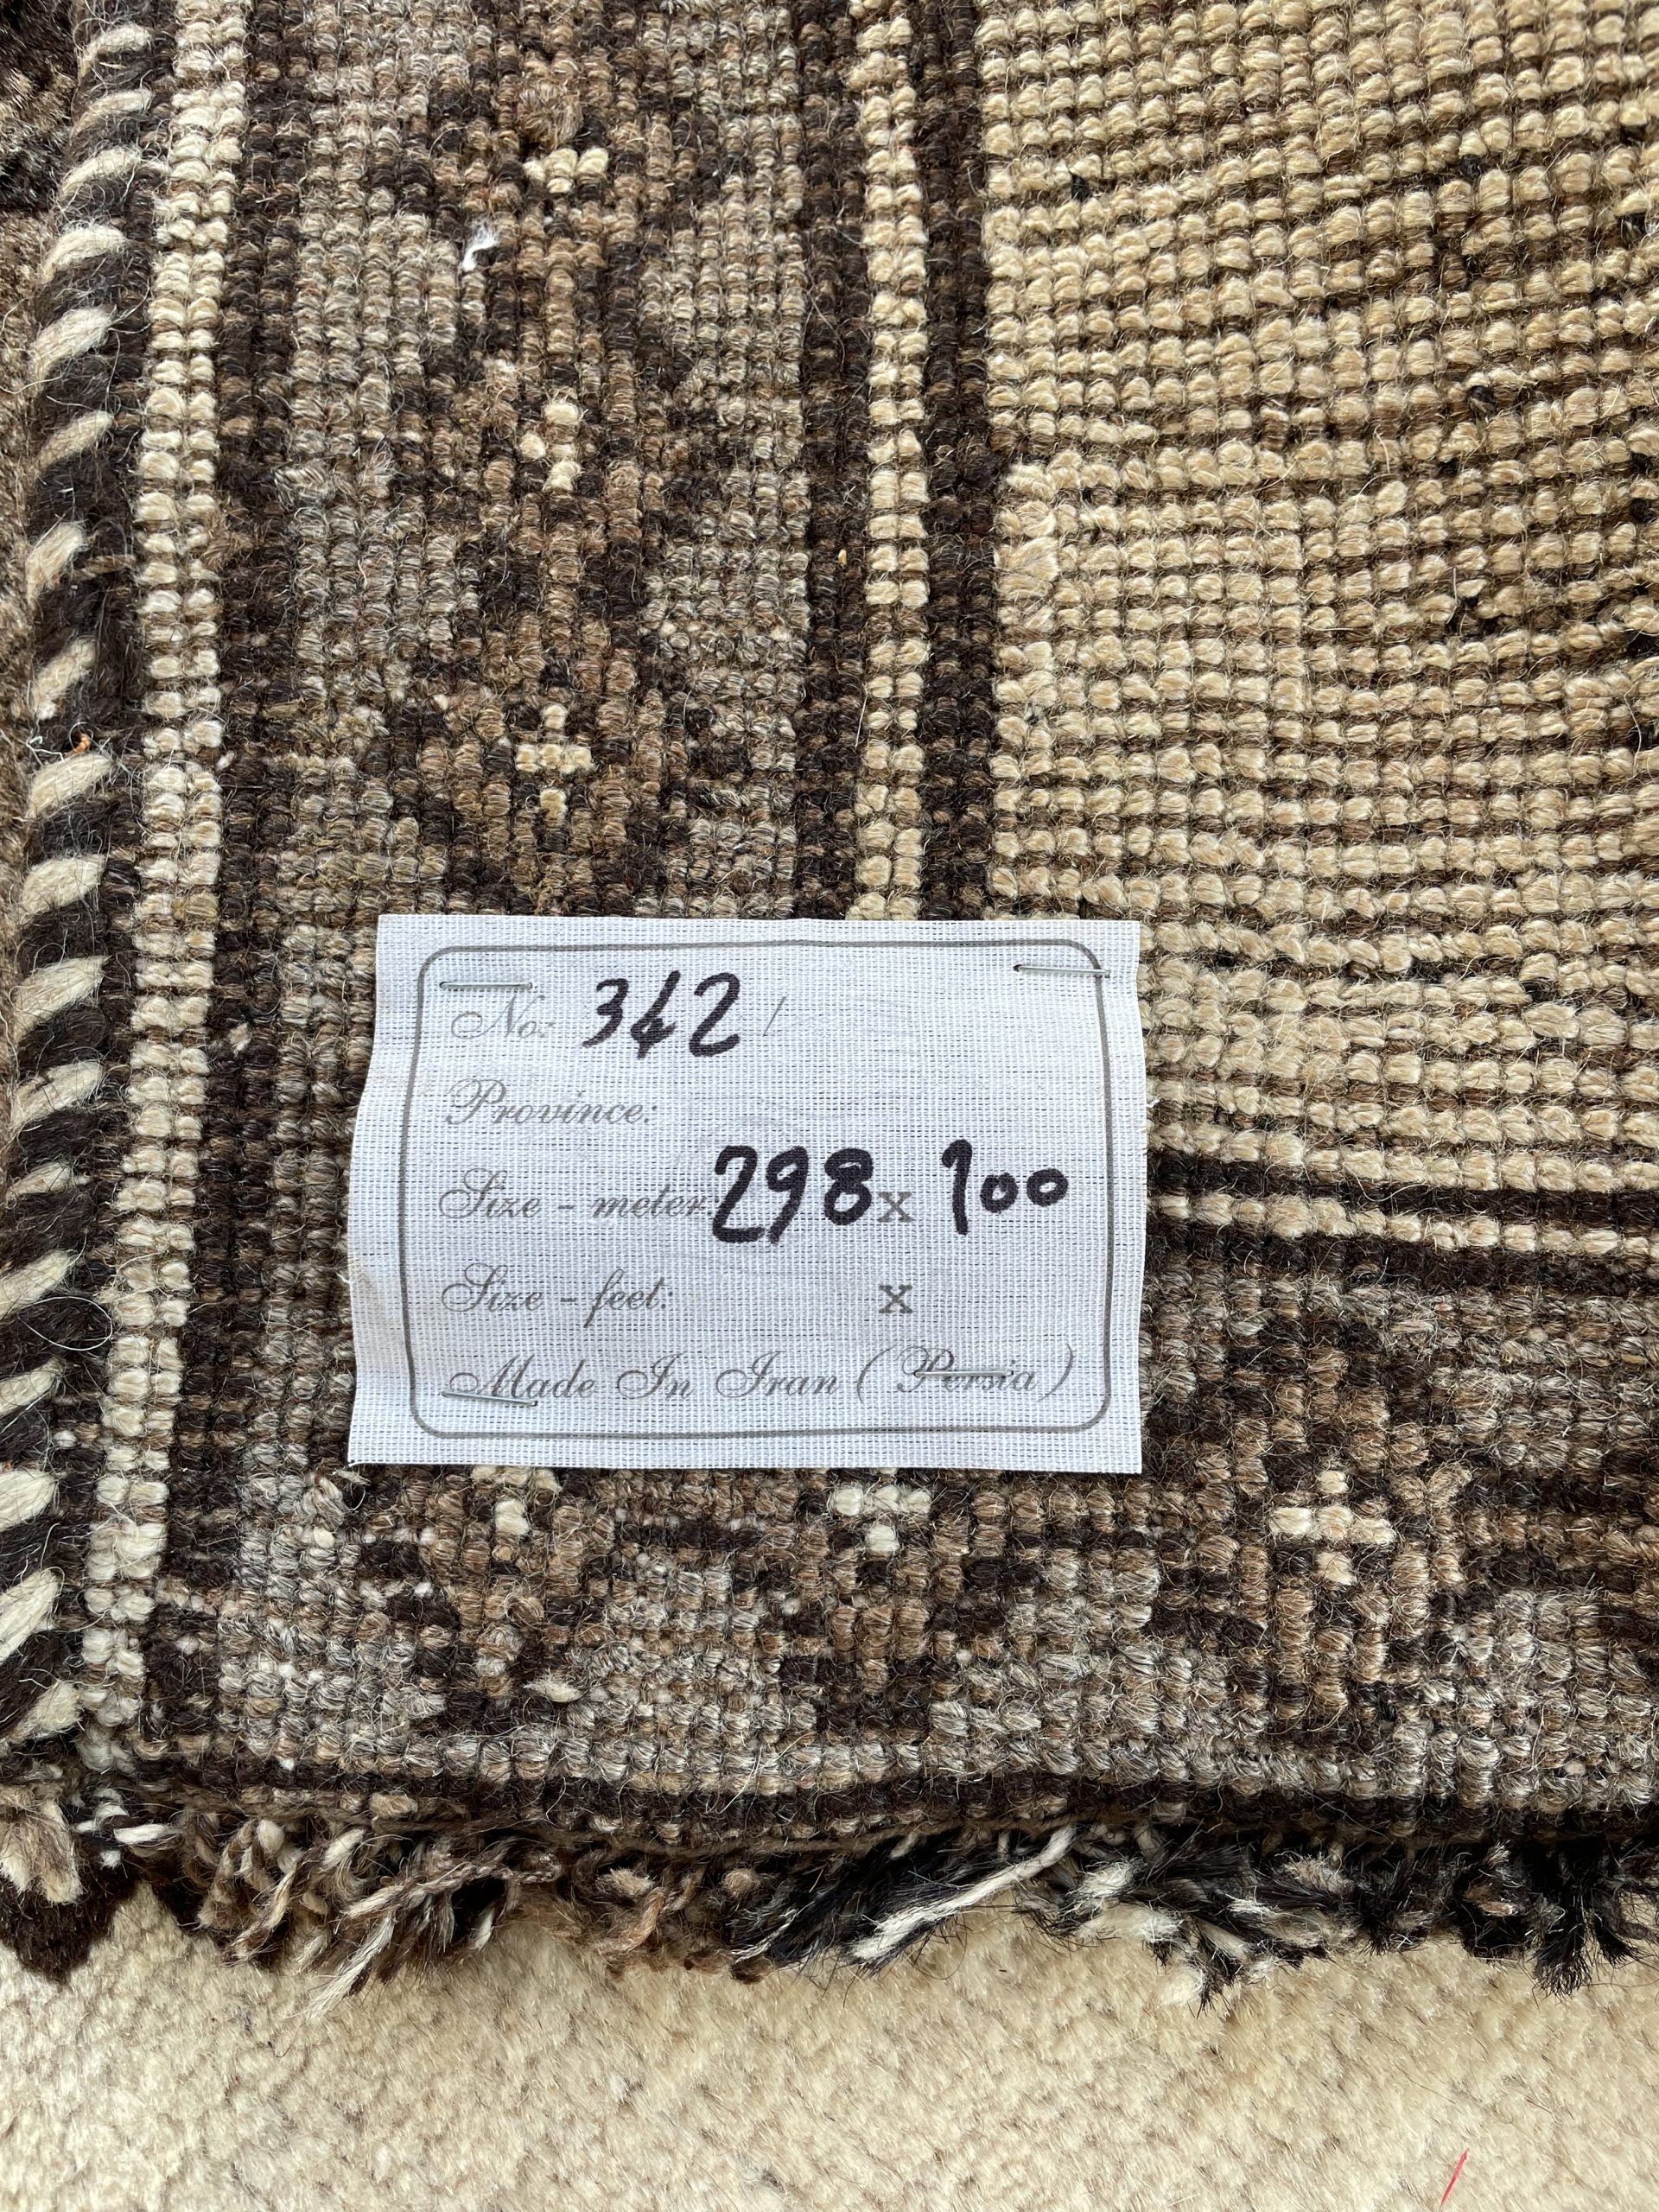 No: 342 /
Province:
Size - meter: 298 x 100
Size - feet: x
Made In Iran ( Persia )